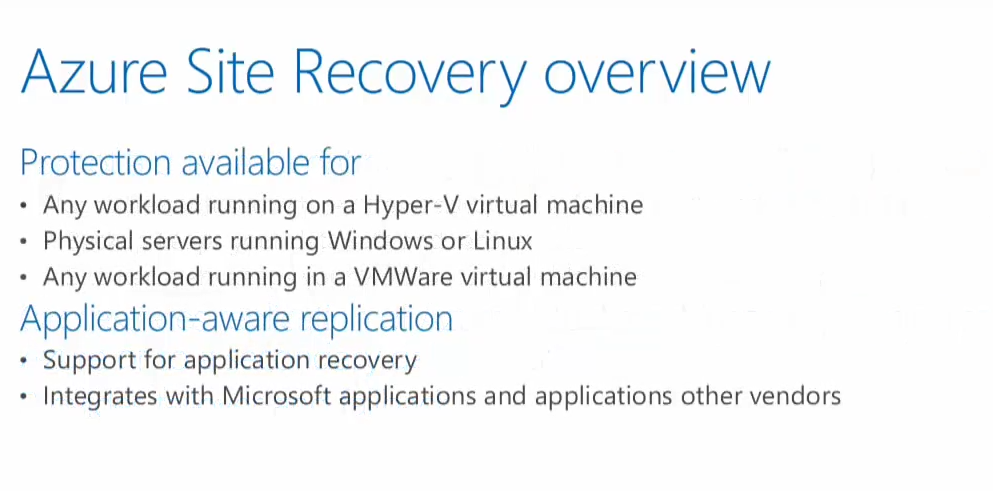 Azure Site Recovery overview
Protection available for
• Any workload running on a Hyper-V virtual machine
• Physical servers running Windows or Linux
• Any workload running in a VMWare virtual machine
Application-aware replication
• Support for application recovery
• Integrates with Microsoft applications and applications other vendors